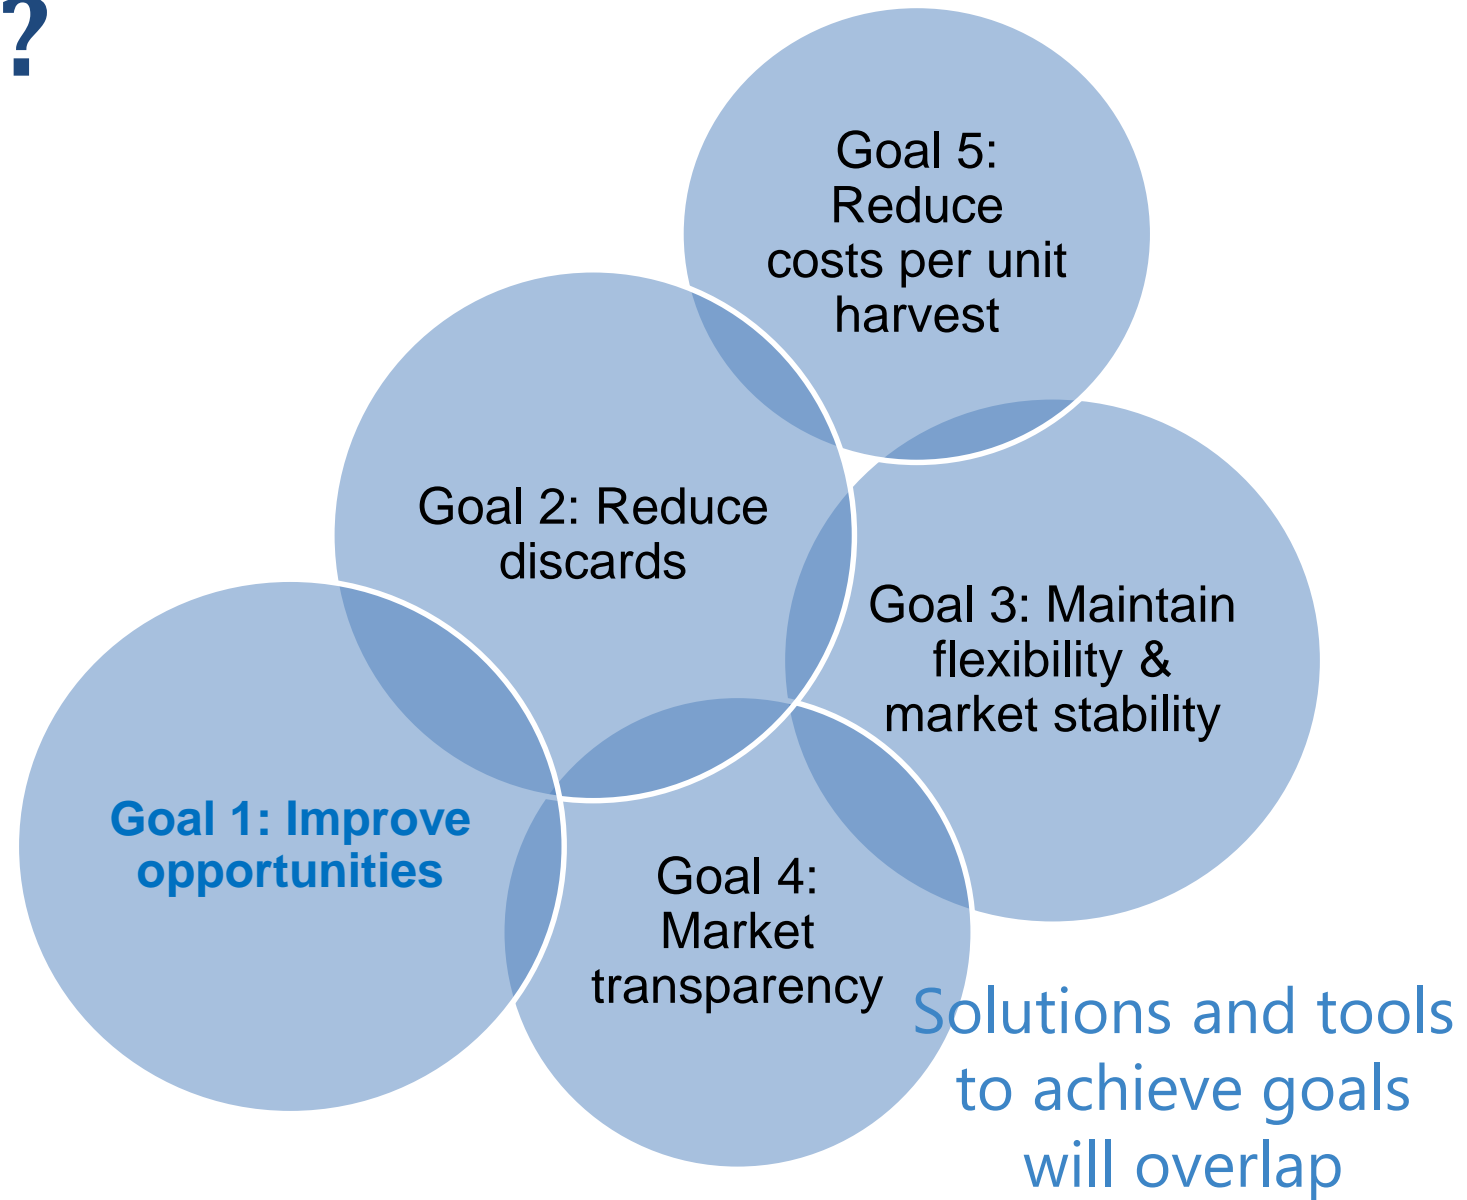 ?
Goal 5:
Reduce
costs per unit
harvest
Goal 2: Reduce
discards
Goal 3: Maintain
flexibility &
market stability
Goal 1: Improve
opportunities
Goal 4:
Market
transparency
Solutions and tools
to achieve goals
will overlap